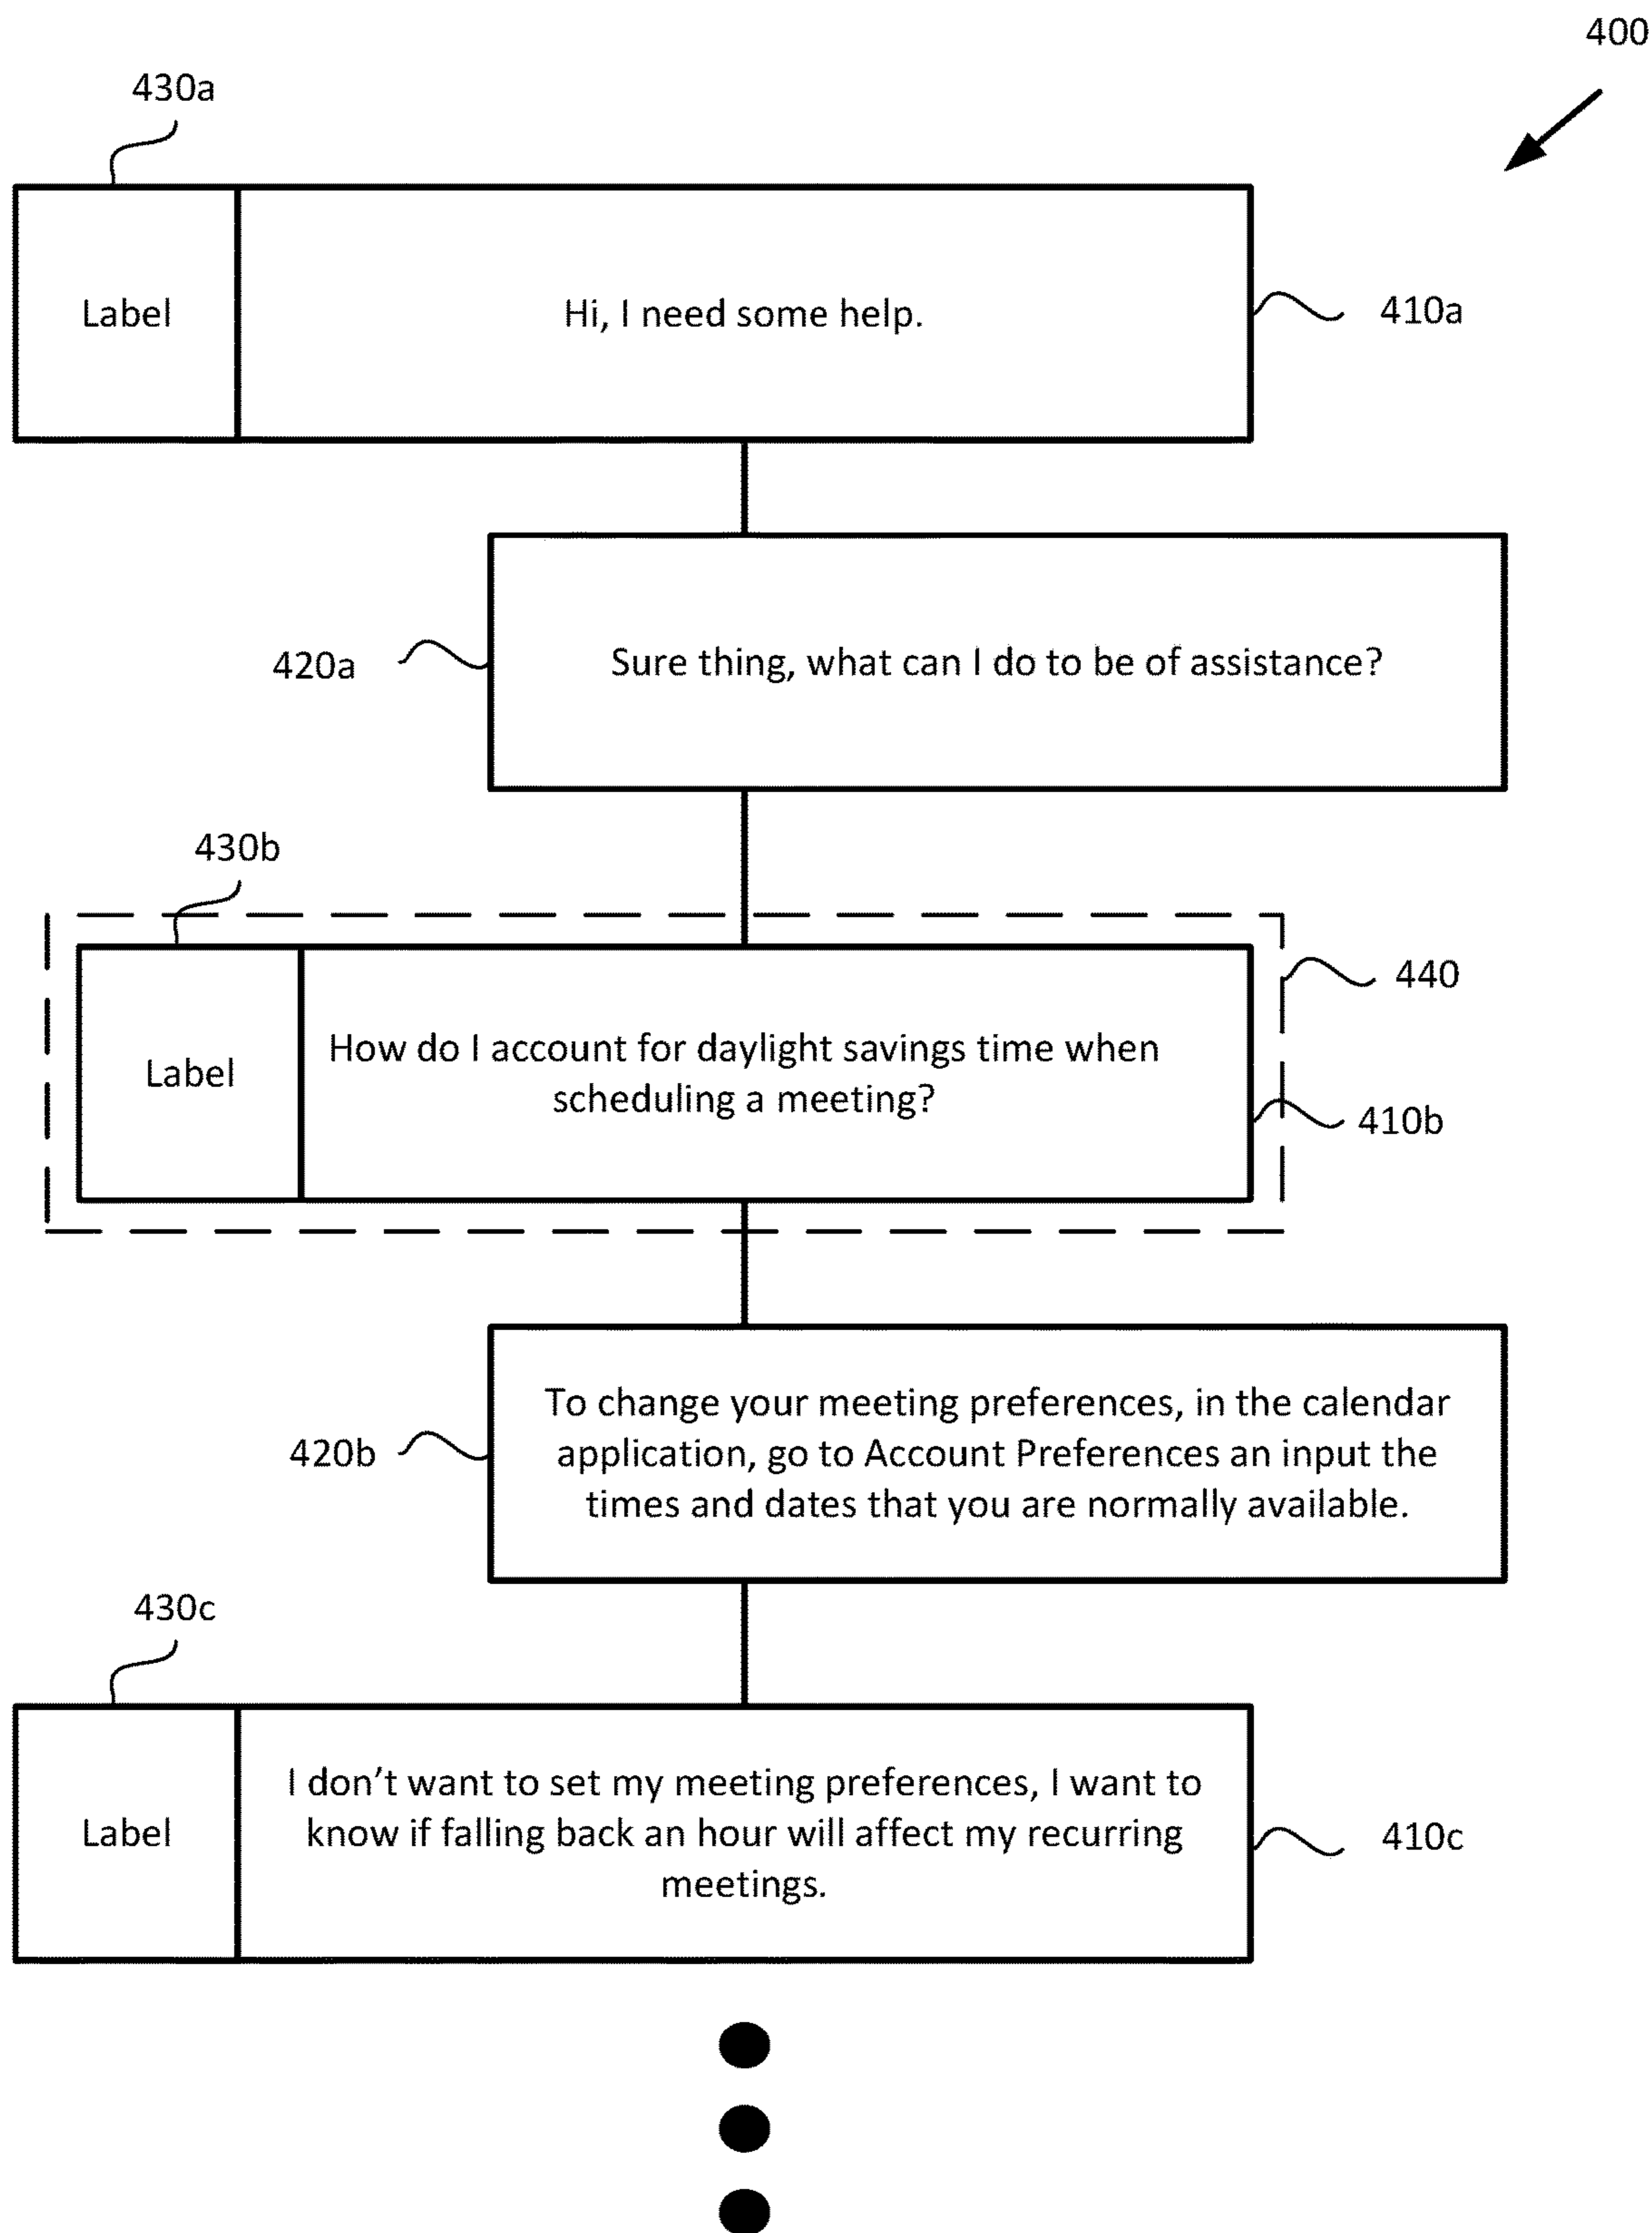 400
430a
Label
Hi, I need some help.
410a
420a
Sure thing, what can I do to be of assistance?
430b
440
Label
How do I account for daylight savings time when
scheduling a meeting?
410b
420b
To change your meeting preferences, in the calendar
application, go to Account Preferences an input the
times and dates that you are normally available.
430c
Label
I don't want to set my meeting preferences, I want to
know if falling back an hour will affect my recurring
meetings.
410c